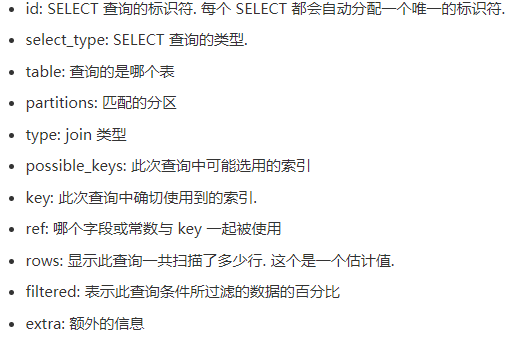 • id: SELECT 查询的标识符. 每个 SELECT 都会自动分配一个唯一的标识符.
• select_type: SELECT 查询的类型.
• table: 查询的是哪个表
• partitions: 匹配的分区
• type: join 类型
• possible_keys: 此次查询中可能选用的索引
• key: 此次查询中确切使用到的索引.
• ref: 哪个字段或常数与 key 一起被使用
• rows: 显示此查询一共扫描了多少行. 这个是一个估计值.
• filtered: 表示此查询条件所过滤的数据的百分比
• extra: 额外的信息